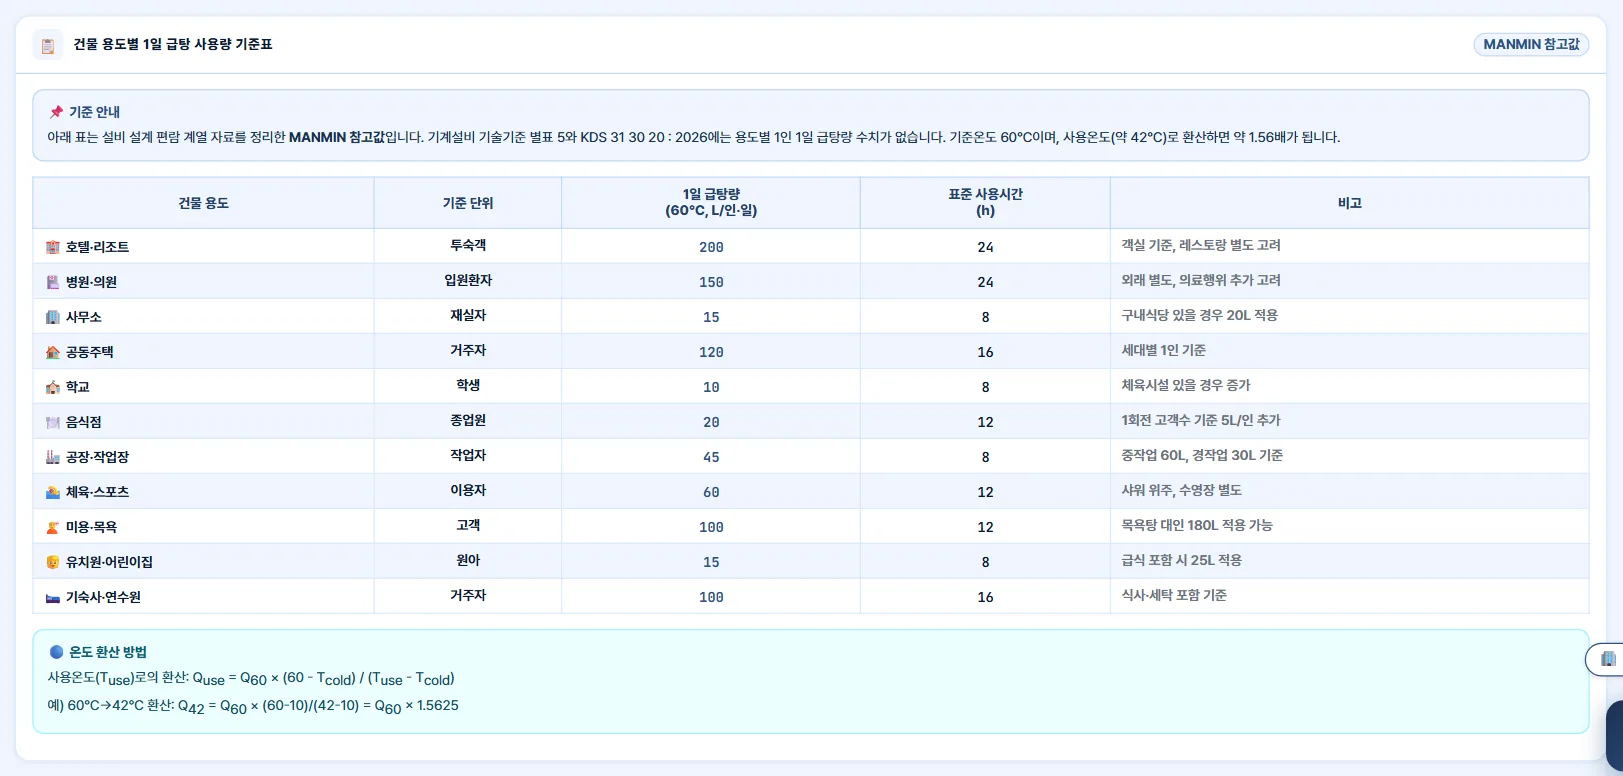 건물 용도별 1일 급탕 사용량 기준표
MANMIN 참고값
기준 안내
아래 표는 설비 설계 편람 계열 자료를 정리한 MANMIN 참고값입니다. 기계설비 기술기준 별표 5와 KDS 31 30 20 : 2026에는 용도별 1인 1일 급탕량 수치가 없습니다. 기준온도 60℃이며, 사용온도(약 42℃)로 환산하면 약 1.56배가 됩니다.
건물 용도 기준 단위 1일 급탕량 (60℃, L/인·일) 표준 사용시간 (h) 비고
호텔·리조트 투숙객 200 24 객실 기준, 레스토랑 별도 고려
병원·의원 입원환자 150 24 외래 별도, 의료행위 추가 고려
사무소 재실자 15 8 구내식당 있을 경우 20L 적용
공동주택 거주자 120 16 세대별 1인 기준
학교 학생 10 8 체육시설 있을 경우 증가
음식점 종업원 20 12 1회전 고객수 기준 5L/인 추가
공장·작업장 작업자 45 8 중작업 60L, 경작업 30L 기준
체육·스포츠 이용자 60 12 샤워 위주, 수영장 별도
미용·목욕 고객 100 12 목욕탕 대인 180L 적용 가능
유치원·어린이집 원아 15 8 급식 포함 시 25L 적용
기숙사·연수원 거주자 100 16 식사·세탁 포함 기준
온도 환산 방법
사용온도(Tuse)로의 환산: Quse = Q60 × (60 - Tcold) / (Tuse - Tcold)
예) 60℃→42℃ 환산: Q42 = Q60 × (60-10)/(42-10) = Q60 × 1.5625